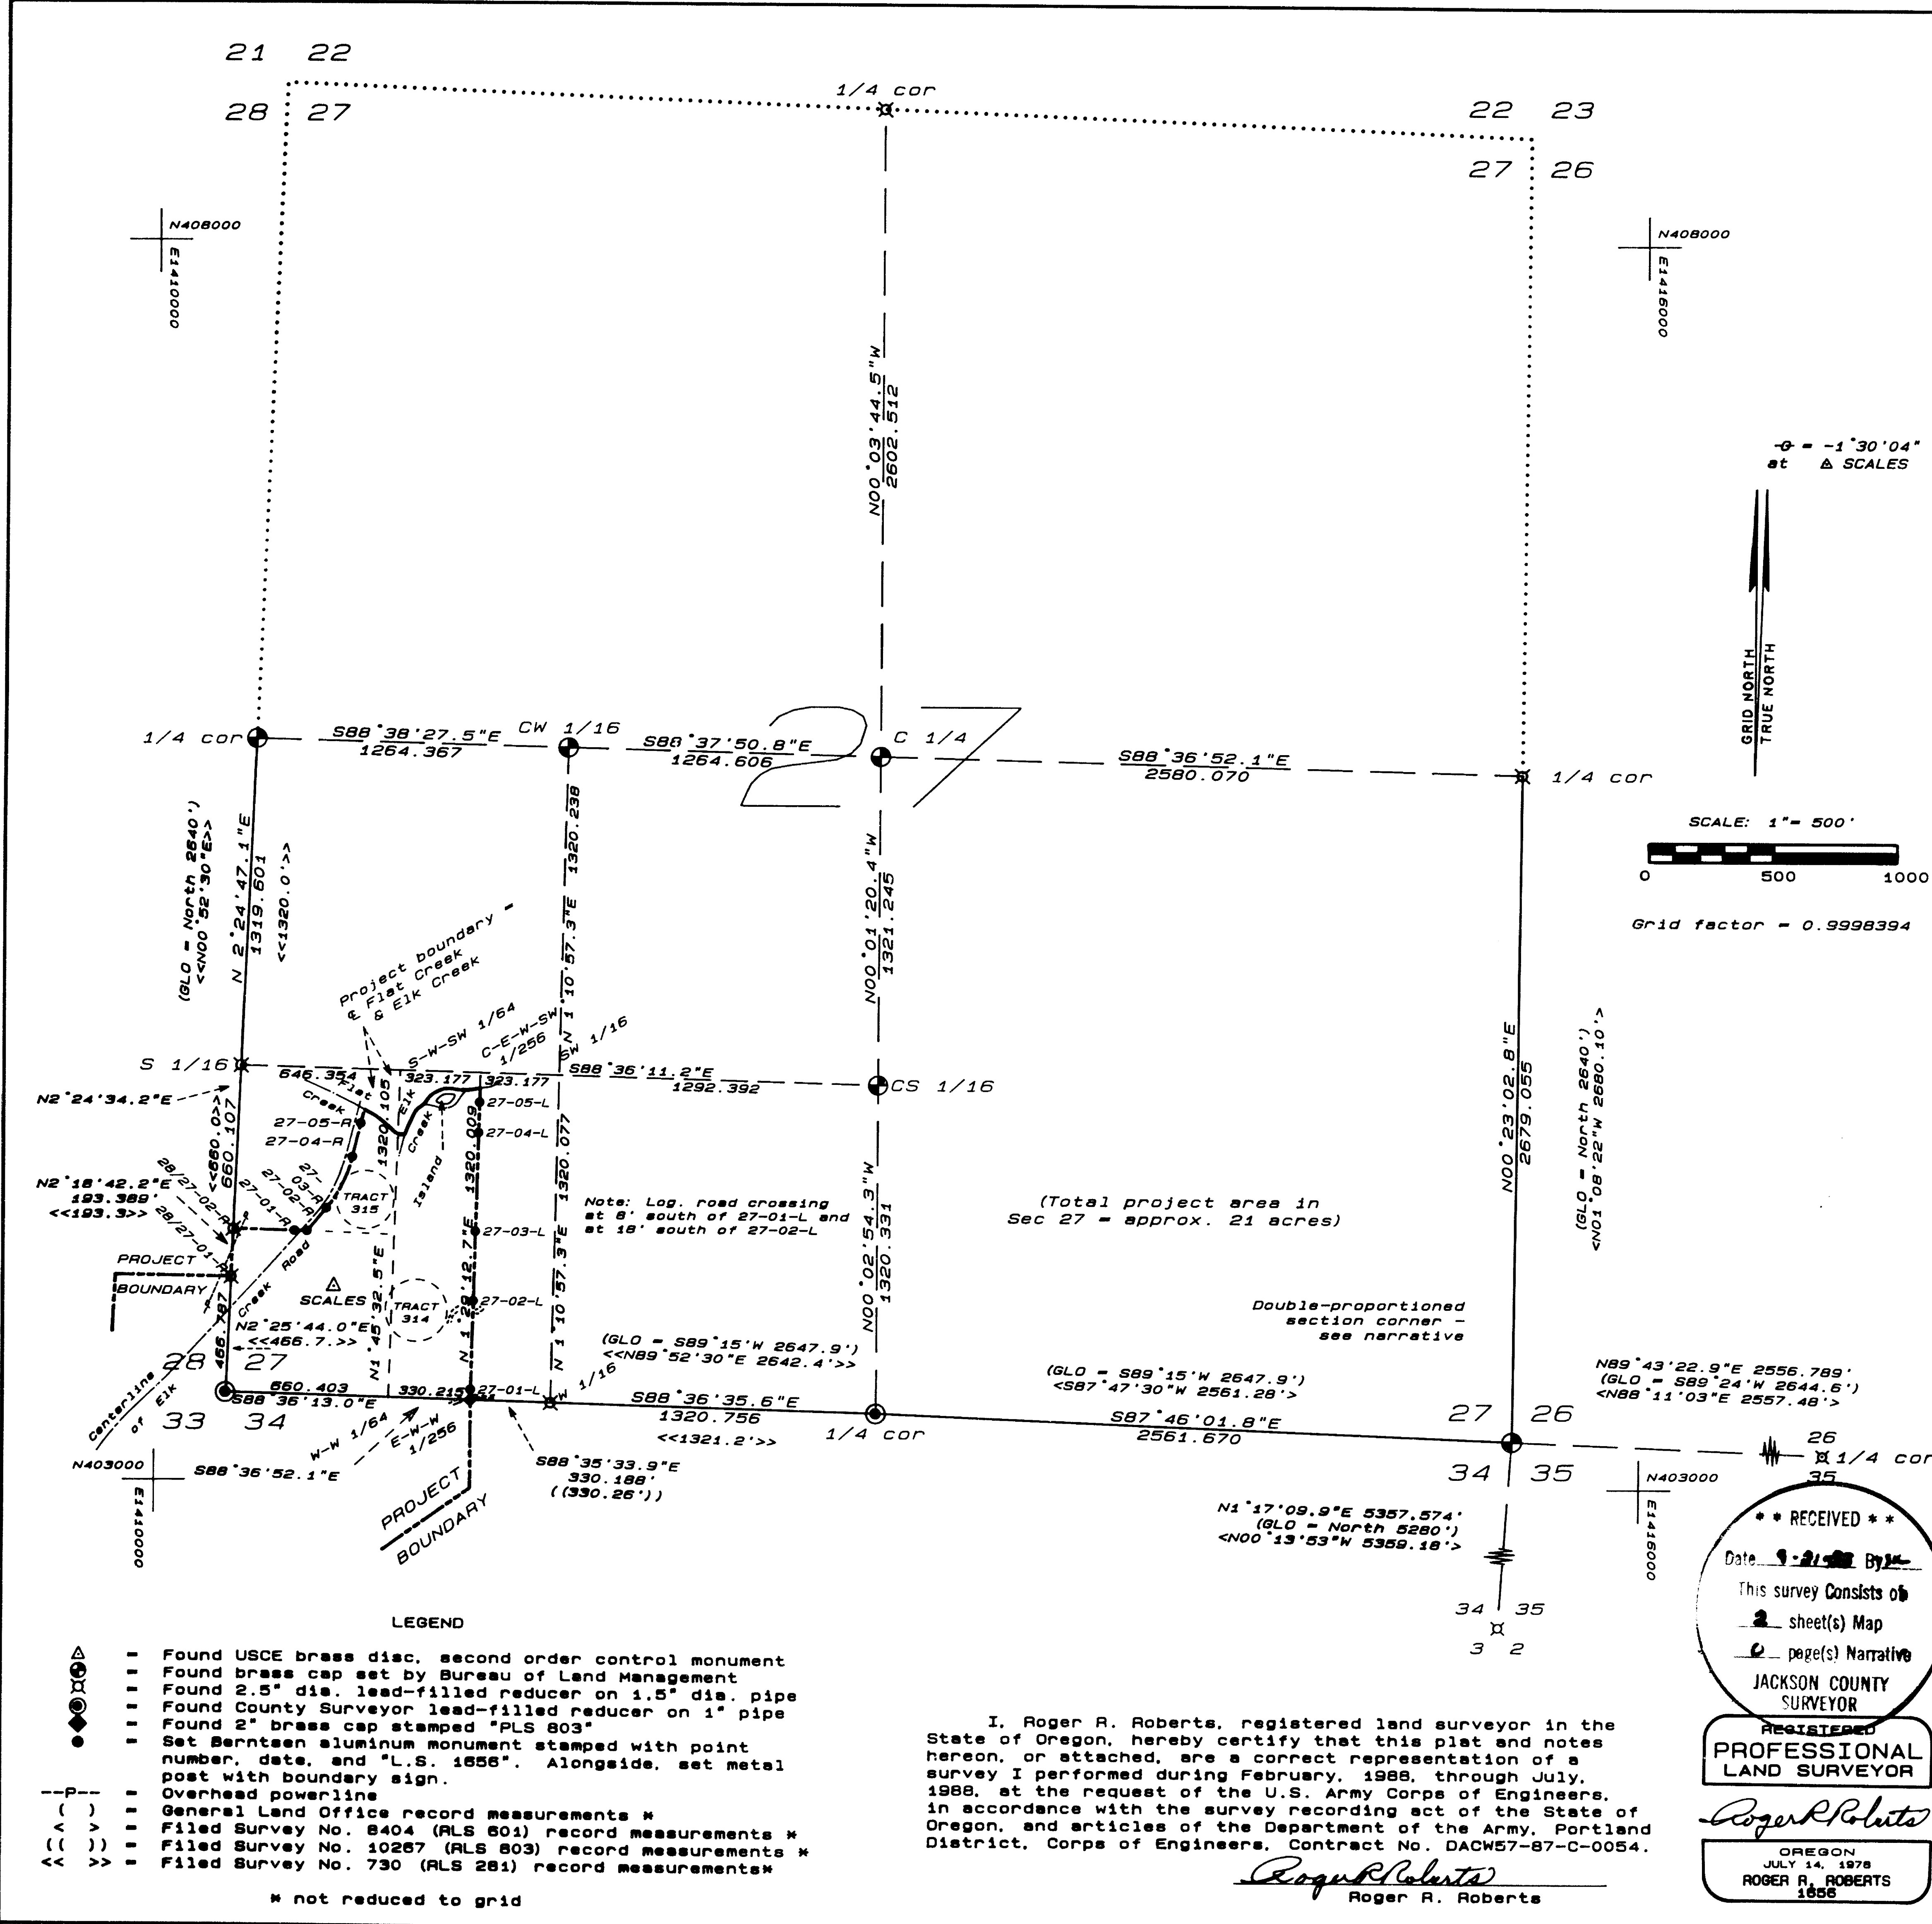 21 22
28 27
1/4 cor
22 23
27 26
N408000
E1410000
N408000
E1416000
N00°03'44.5"W
2602.512
-θ- = -1°30'04"
at △ SCALES
GRID NORTH
TRUE NORTH
SCALE: 1"= 500'
0 500 1000
Grid factor = 0.9998394
1/4 cor
S88°38'27.5"E
1264.367
CW 1/16
S88°37'50.8"E
1264.606
C 1/4
27
S88°36'52.1"E
2580.070
1/4 cor
(GLO = North 2640')
<<N00°52'30"E>>
N 2°24'47.1"E
1319.601
<<1320.0'>>
N 1°10'57.3"E 1320.238
N00°01'20.4"W
1321.245
Project boundary =
℄ Flat Creek
& Elk Creek
S-W-SW 1/64
C-E-W-SW
1/256
SW 1/16
S 1/16
646.354
323.177
323.177
S88°36'11.2"E
1292.392
CS 1/16
N2°24'34.2"E
<<660.0>>
660.107
Flat
Creek
Elk
Creek
Island
27-05-R
27-04-R
27-
03-R
27-02-R
27-01-R
28/27-02-R
28/27-01-R
1320.105
N1°45'32.5"E
27-05-L
27-04-L
1320.009
N 1°28'12.7"E
1320.077
N 1°10'57.3"E
N2°18'42.2"E
193.389'
<<193.3>>
TRACT
315
27-03-L
Note: Log. road crossing
at 8' south of 27-01-L and
at 18' south of 27-02-L
(Total project area in
Sec 27 = approx. 21 acres)
N00°02'54.3"W
1320.331
N00°23'02.8"E
2679.055
(GLO = North 2640')
<N01°08'22"W 2680.10'>
PROJECT
BOUNDARY
P
P
SCALES
TRACT
314
27-02-L
N2°25'44.0"E
<<466.7.>>
466.787
Centerline
of Elk
Creek
Road
28 27
33 34
660.403
S88°36'13.0"E
330.215
27-01-L
W 1/16
(GLO = S89°15'W 2647.9')
<<N89°52'30"E 2642.4'>>
S88°36'35.6"E
1320.756
<<1321.2'>>
1/4 cor
(GLO = S89°15'W 2647.9')
<S87°47'30"W 2561.28'>
S87°46'01.8"E
2561.670
Double-proportioned
section corner -
see narrative
27 26
34 35
N89°43'22.9"E 2556.789'
(GLO = S89°24'W 2644.6')
<N88°11'03"E 2557.48'>
26
1/4 cor
35
W-W 1/64
E-W-W
1/256
S88°36'52.1"E
S88°35'33.9"E
330.188'
((330.26'))
PROJECT
BOUNDARY
N403000
E1410000
N403000
E1416000
N1°17'09.9"E 5357.574'
(GLO = North 5280')
<N00°13'53"W 5359.18'>
34 35
3 2
LEGEND
= Found USCE brass disc, second order control monument
= Found brass cap set by Bureau of Land Management
= Found 2.5" dia. lead-filled reducer on 1.5" dia. pipe
= Found County Surveyor lead-filled reducer on 1" pipe
= Found 2" brass cap stamped "PLS 803"
= Set Berntsen aluminum monument stamped with point
number, date, and "L.S. 1656". Alongside, set metal
post with boundary sign.
--P-- = Overhead powerline
( ) = General Land Office record measurements *
< > = Filed Survey No. 8404 (RLS 601) record measurements *
(( )) = Filed Survey No. 10267 (RLS 803) record measurements *
<< >> = Filed Survey No. 730 (RLS 281) record measurements*
* not reduced to grid
I, Roger R. Roberts, registered land surveyor in the
State of Oregon, hereby certify that this plat and notes
hereon, or attached, are a correct representation of a
survey I performed during February, 1988, through July,
1988, at the request of the U.S. Army Corps of Engineers,
in accordance with the survey recording act of the State of
Oregon, and articles of the Department of the Army, Portland
District, Corps of Engineers, Contract No. DACW57-87-C-0054.
Roger R Roberts
Roger R. Roberts
* * RECEIVED * *
Date By
This survey Consists of
2 sheet(s) Map
0 page(s) Narrative
JACKSON COUNTY
SURVEYOR
REGISTERED
PROFESSIONAL
LAND SURVEYOR
Roger R Roberts
OREGON
JULY 14, 1978
ROGER R. ROBERTS
1656